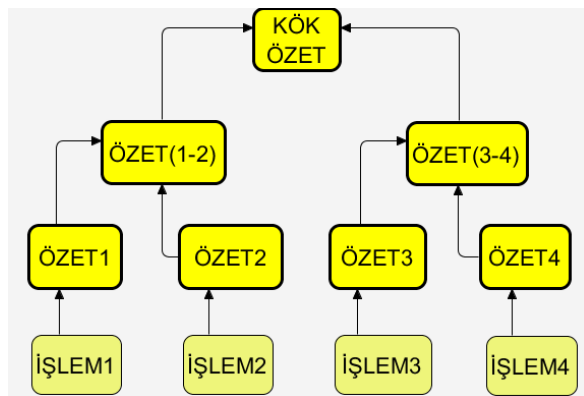 KÖK
ÖZET
ÖZET(1-2)
ÖZET(3-4)
ÖZET1
ÖZET2
ÖZET3
ÖZET4
İŞLEM1
İŞLEM2
İŞLEM3
İŞLEM4